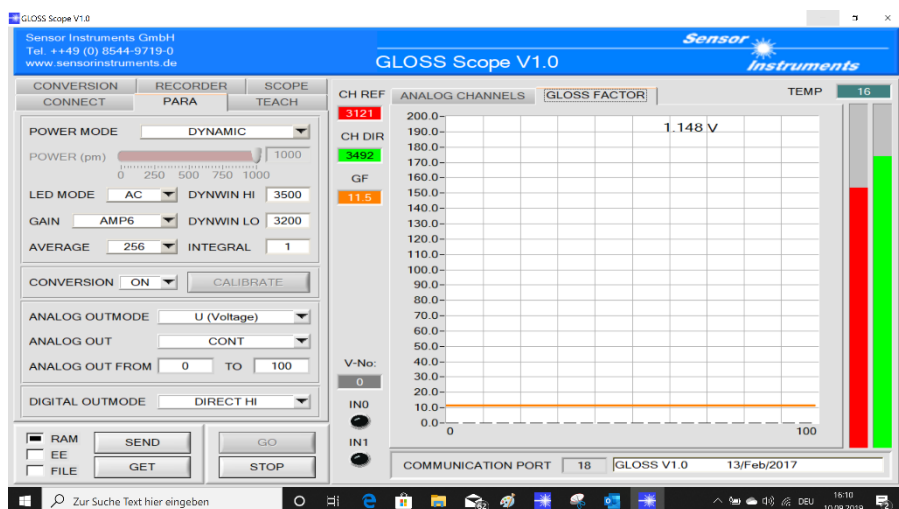 GLOSS Scope V1.0
Sensor Instruments GmbH
Tel. ++49 (0) 8544-9719-0
www.sensorinstruments.de
GLOSS Scope V1.0
Sensor
Instruments
CONVERSION RECORDER SCOPE
CONNECT PARA TEACH
POWER MODE DYNAMIC
POWER (pm) 1000
0 250 500 750 1000
LED MODE AC DYNWIN HI 3500
GAIN AMP6 DYNWIN LO 3200
AVERAGE 256 INTEGRAL 1
CONVERSION ON CALIBRATE
ANALOG OUTMODE U (Voltage)
ANALOG OUT CONT
ANALOG OUT FROM 0 TO 100
DIGITAL OUTMODE DIRECT HI
RAM
EE
FILE
SEND GO
GET STOP
CH REF
3121
CH DIR
3492
GF
11.5
V-No:
0
IN0
IN1
ANALOG CHANNELS GLOSS FACTOR
TEMP 16
1.148 V
200.0
190.0
180.0
170.0
160.0
150.0
140.0
130.0
120.0
110.0
100.0
90.0
80.0
70.0
60.0
50.0
40.0
30.0
20.0
10.0
0.0
0 100
COMMUNICATION PORT 18 GLOSS V1.0 13/Feb/2017
Zur Suche Text hier eingeben
62
DEU
16:10
10.09.2019
2